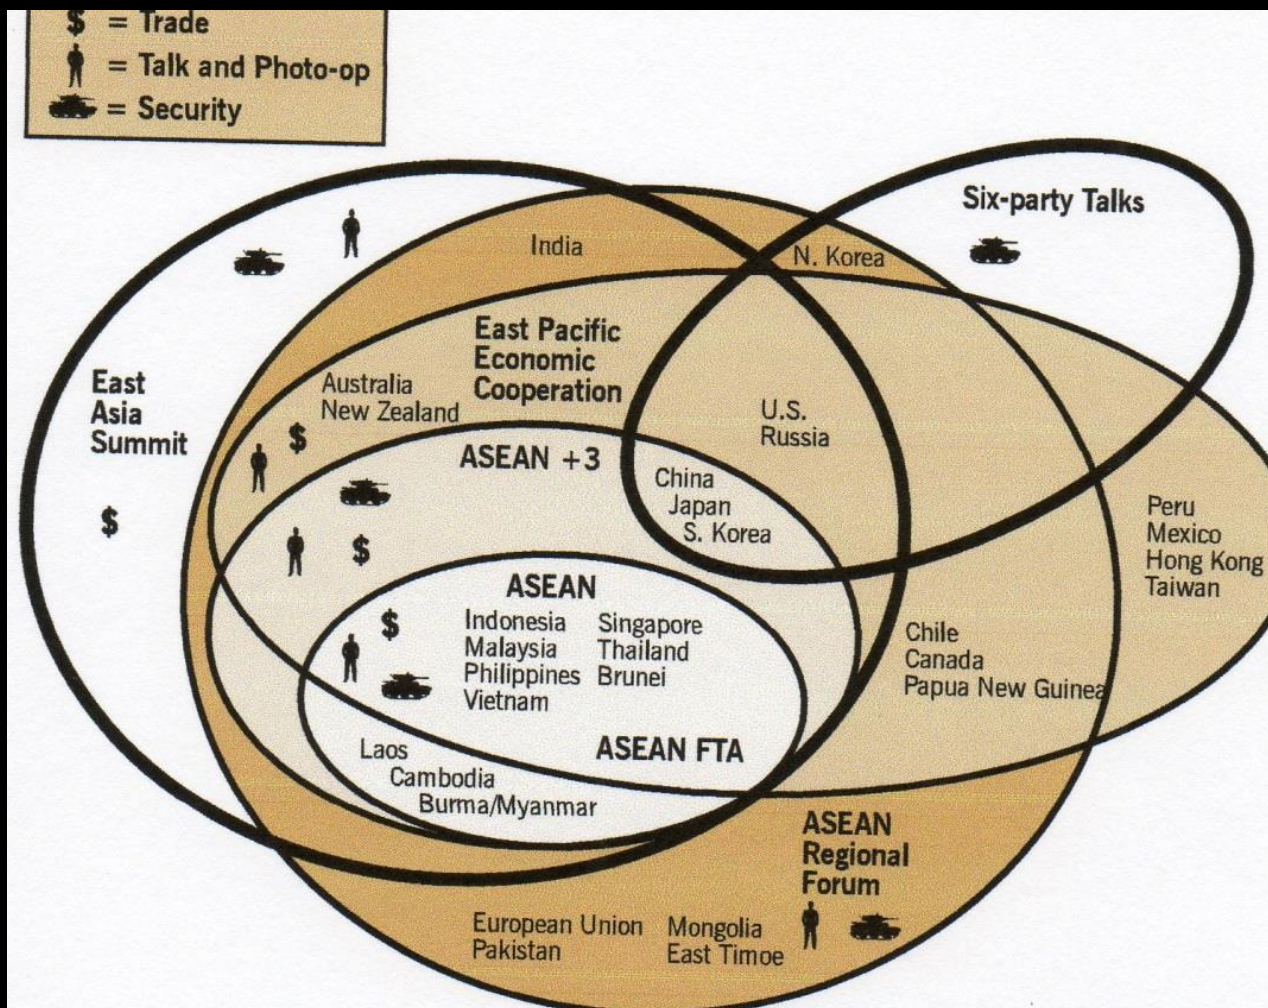 $ = Trade
= Talk and Photo-op
= Security
Six-party Talks
India
N. Korea
East Pacific
Economic
Cooperation
East
Asia
Summit
Australia
New Zealand
$
U.S.
Russia
ASEAN +3
China
Japan
S. Korea
$
$
Peru
Mexico
Hong Kong
Taiwan
ASEAN
$
Indonesia
Malaysia
Philippines
Vietnam
Singapore
Thailand
Brunei
Chile
Canada
Papua New Guinea
ASEAN FTA
Laos
Cambodia
Burma/Myanmar
ASEAN
Regional
Forum
European Union
Pakistan
Mongolia
East Timoe